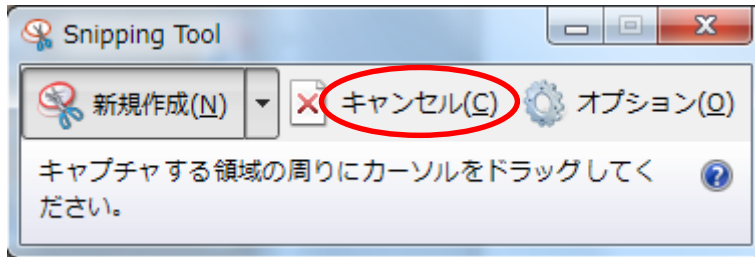 Snipping Tool
新規作成(N) キャンセル(C) オプション(O)
キャプチャする領域の周りにカーソルをドラッグしてく
ださい。